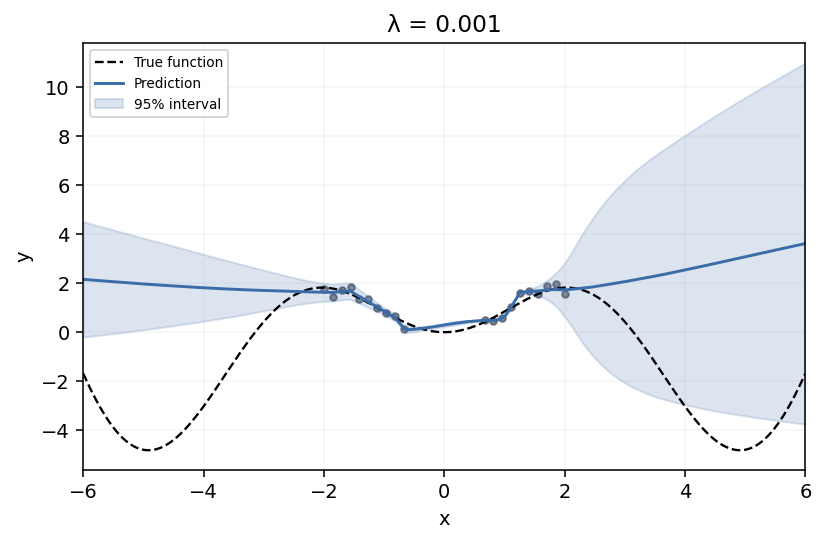 λ = 0.001
True function
Prediction
95% interval
y
10
8
6
4
2
0
−2
−4
−6 −4 −2 0 2 4 6
x